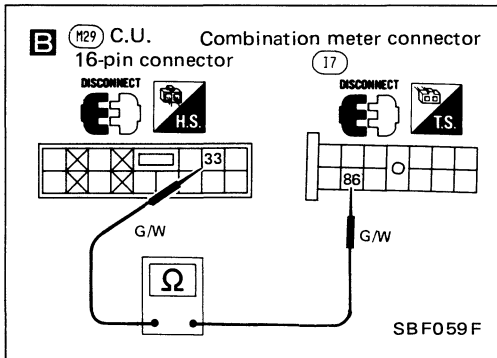 B M29 C.U. Combination meter connector
16-pin connector I7
DISCONNECT H.S. DISCONNECT T.S.
33
86
G/W G/W
Ω
SBF059F